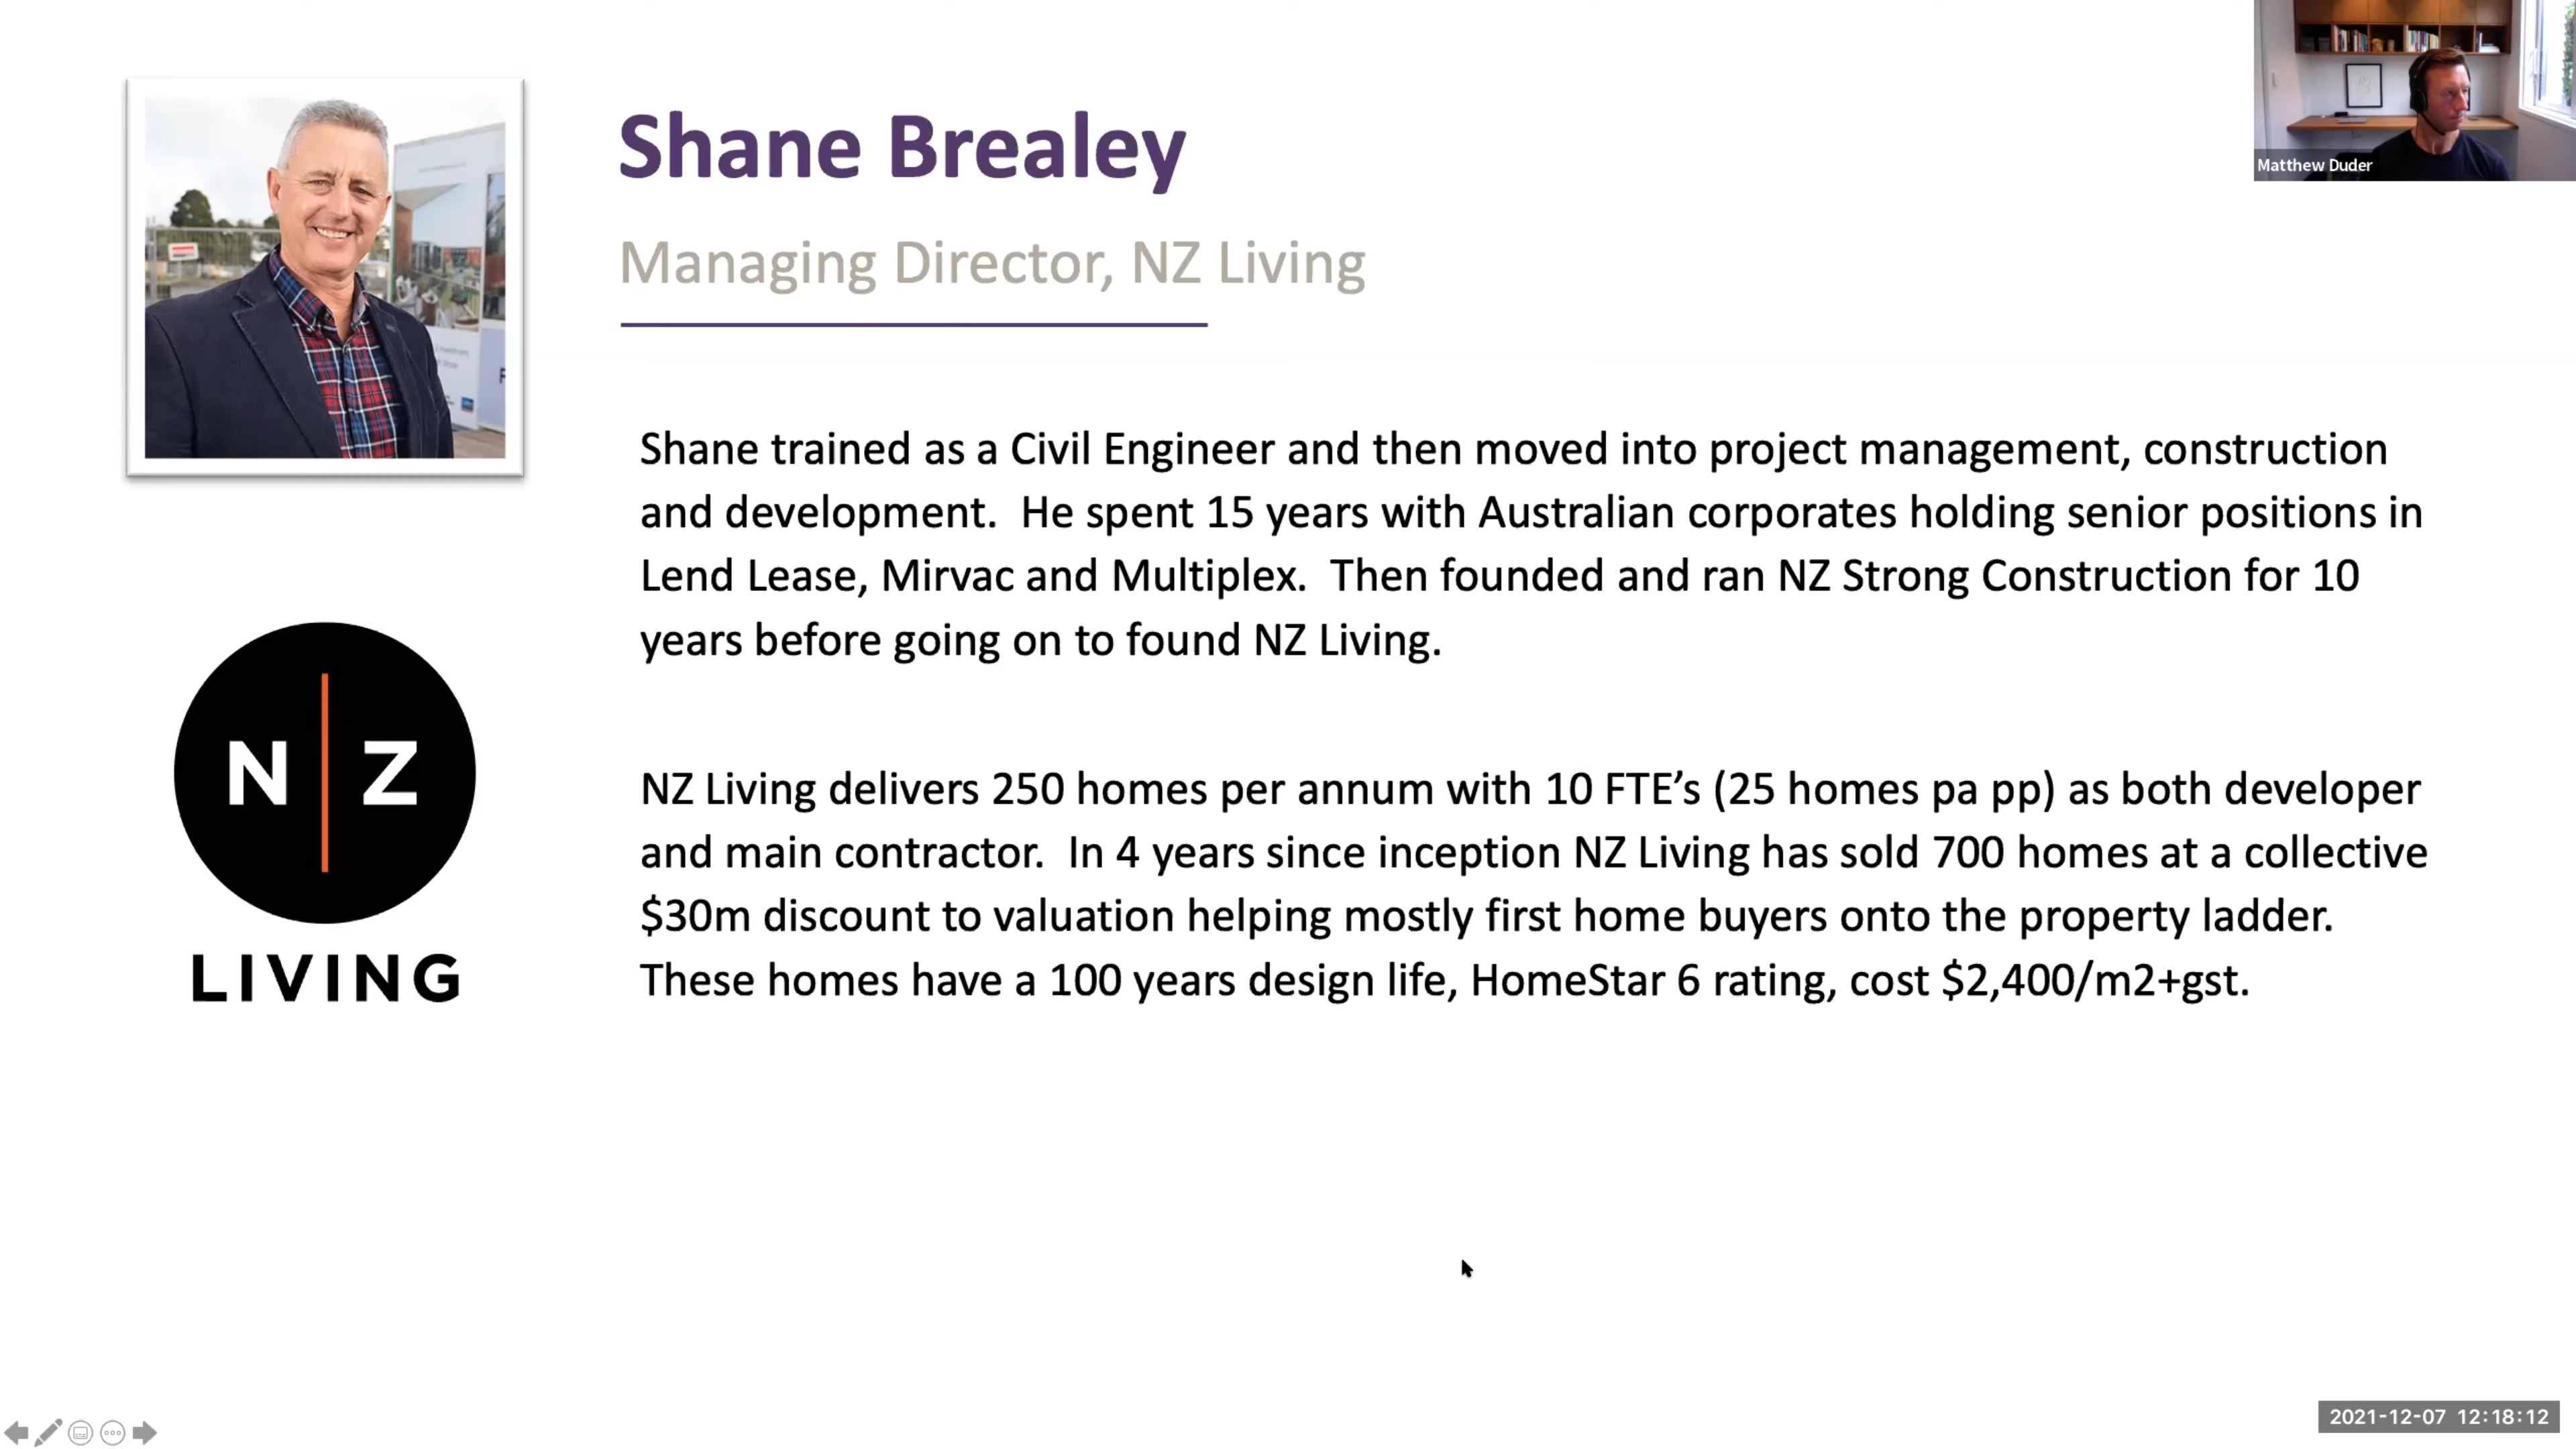 Shane Brealey
Managing Director, NZ Living
Matthew Duder
Shane trained as a Civil Engineer and then moved into project management, construction
and development.  He spent 15 years with Australian corporates holding senior positions in
Lend Lease, Mirvac and Multiplex.  Then founded and ran NZ Strong Construction for 10
years before going on to found NZ Living.
N Z
LIVING
NZ Living delivers 250 homes per annum with 10 FTE’s (25 homes pa pp) as both developer
and main contractor.  In 4 years since inception NZ Living has sold 700 homes at a collective
$30m discount to valuation helping mostly first home buyers onto the property ladder.
These homes have a 100 years design life, HomeStar 6 rating, cost $2,400/m2+gst.
2021-12-07 12:18:12